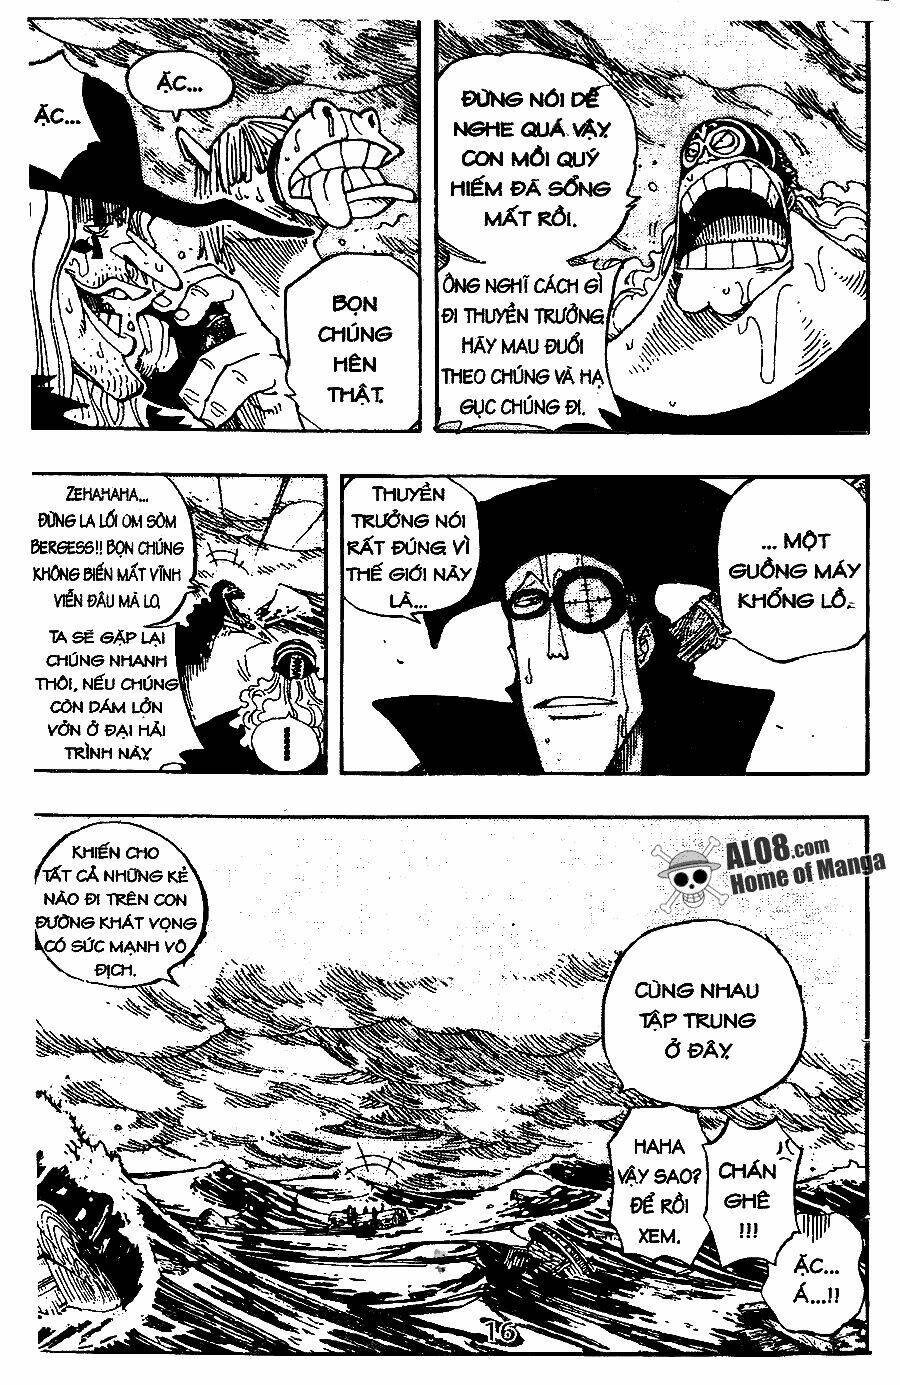 ĐỪNG NÓI DỄ
NGHE QUÁ VẬY.
CON MỒI QUÝ
HIẾM ĐÃ SỔNG
MẤT RỒI.
ÔNG NGHĨ CÁCH GÌ
ĐI THUYỀN TRƯỞNG,
HÃY MAU ĐUỔI
THEO CHÚNG VÀ HẠ
GỤC CHÚNG ĐI.
ẶC...
ẶC...
BỌN
CHÚNG
HÊN
THẬT.
... MỘT
GUỒNG MÁY
KHỔNG LỒ.
THUYỀN
TRƯỞNG NÓI
RẤT ĐÚNG VÌ
THẾ GIỚI NÀY
LÀ...
ZEHAHAHA...
ĐỪNG LA LỐI OM SÒM
BERGESS!! BỌN CHÚNG
KHÔNG BIẾN MẤT VĨNH
VIỄN ĐÂU MÀ LO.
TA SẼ GẶP LẠI
CHÚNG NHANH
THÔI, NẾU CHÚNG
CÒN DÁM LỞN
VỞN Ở ĐẠI HẢI
TRÌNH NÀY
KHIẾN CHO
TẤT CẢ NHỮNG KẺ
NÀO ĐI TRÊN CON
ĐƯỜNG KHÁT VỌNG
CÓ SỨC MẠNH VÔ
ĐỊCH.
AL08.com
Home of Manga
CÙNG NHAU
TẬP TRUNG
Ở ĐÂY.
CHÁN
GHÊ
!!!
HAHA
VẬY SAO?
ĐỂ RỒI
XEM.
ẶC...
Á...!!
16